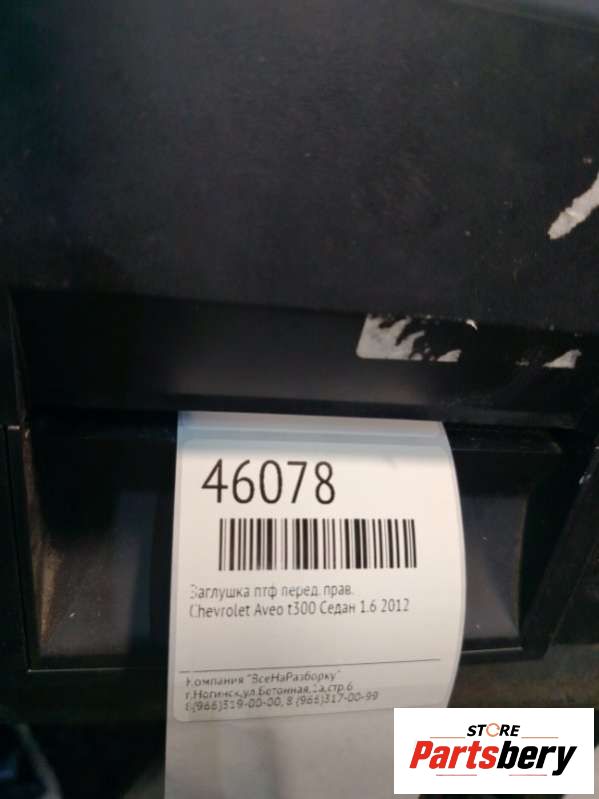 46078
Заглушка птф перед. прав.
Chevrolet Aveo t300 Седан 1.6 2012
Компания "ВсеНаРазборку"
г.Ногинск,ул.Бетонная,1а,стр.6
8(966)319-00-00, 8 (966)317-00-99
STORE
Partsbery